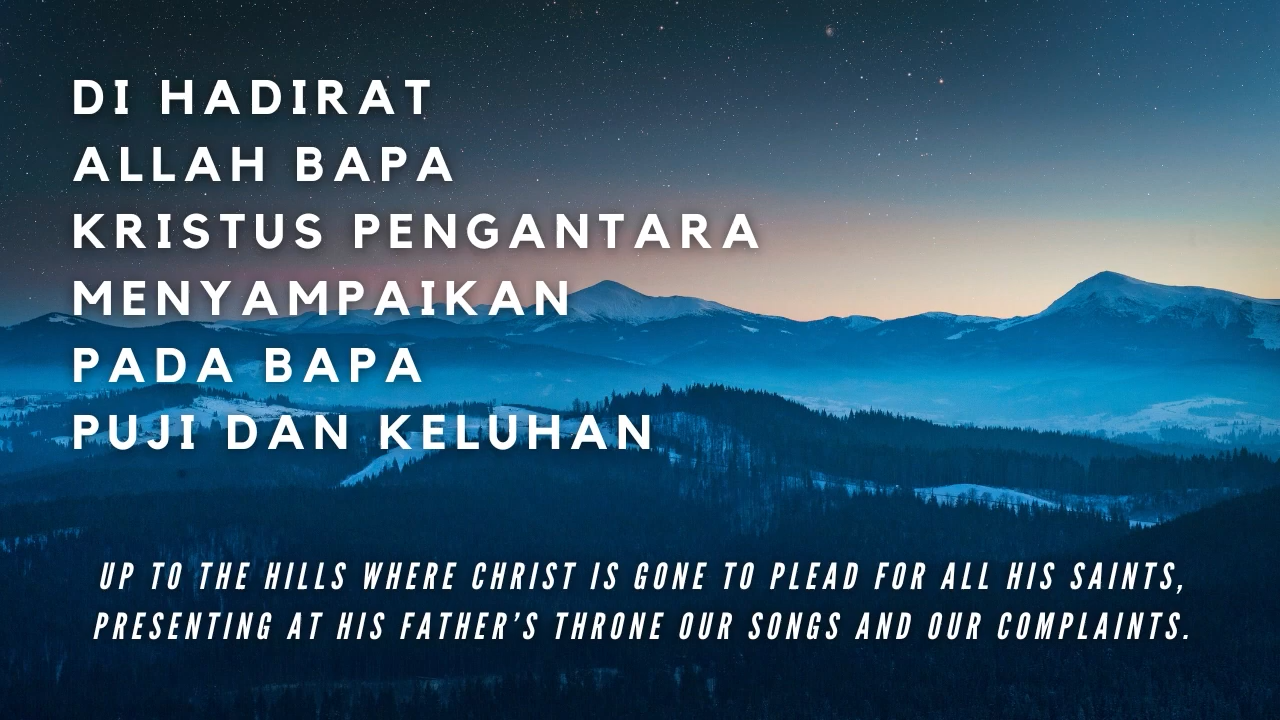 DI HADIRAT
ALLAH BAPA
KRISTUS PENGANTARA
MENYAMPAIKAN
PADA BAPA
PUJI DAN KELUHAN
UP TO THE HILLS WHERE CHRIST IS GONE TO PLEAD FOR ALL HIS SAINTS,
PRESENTING AT HIS FATHER’S THRONE OUR SONGS AND OUR COMPLAINTS.